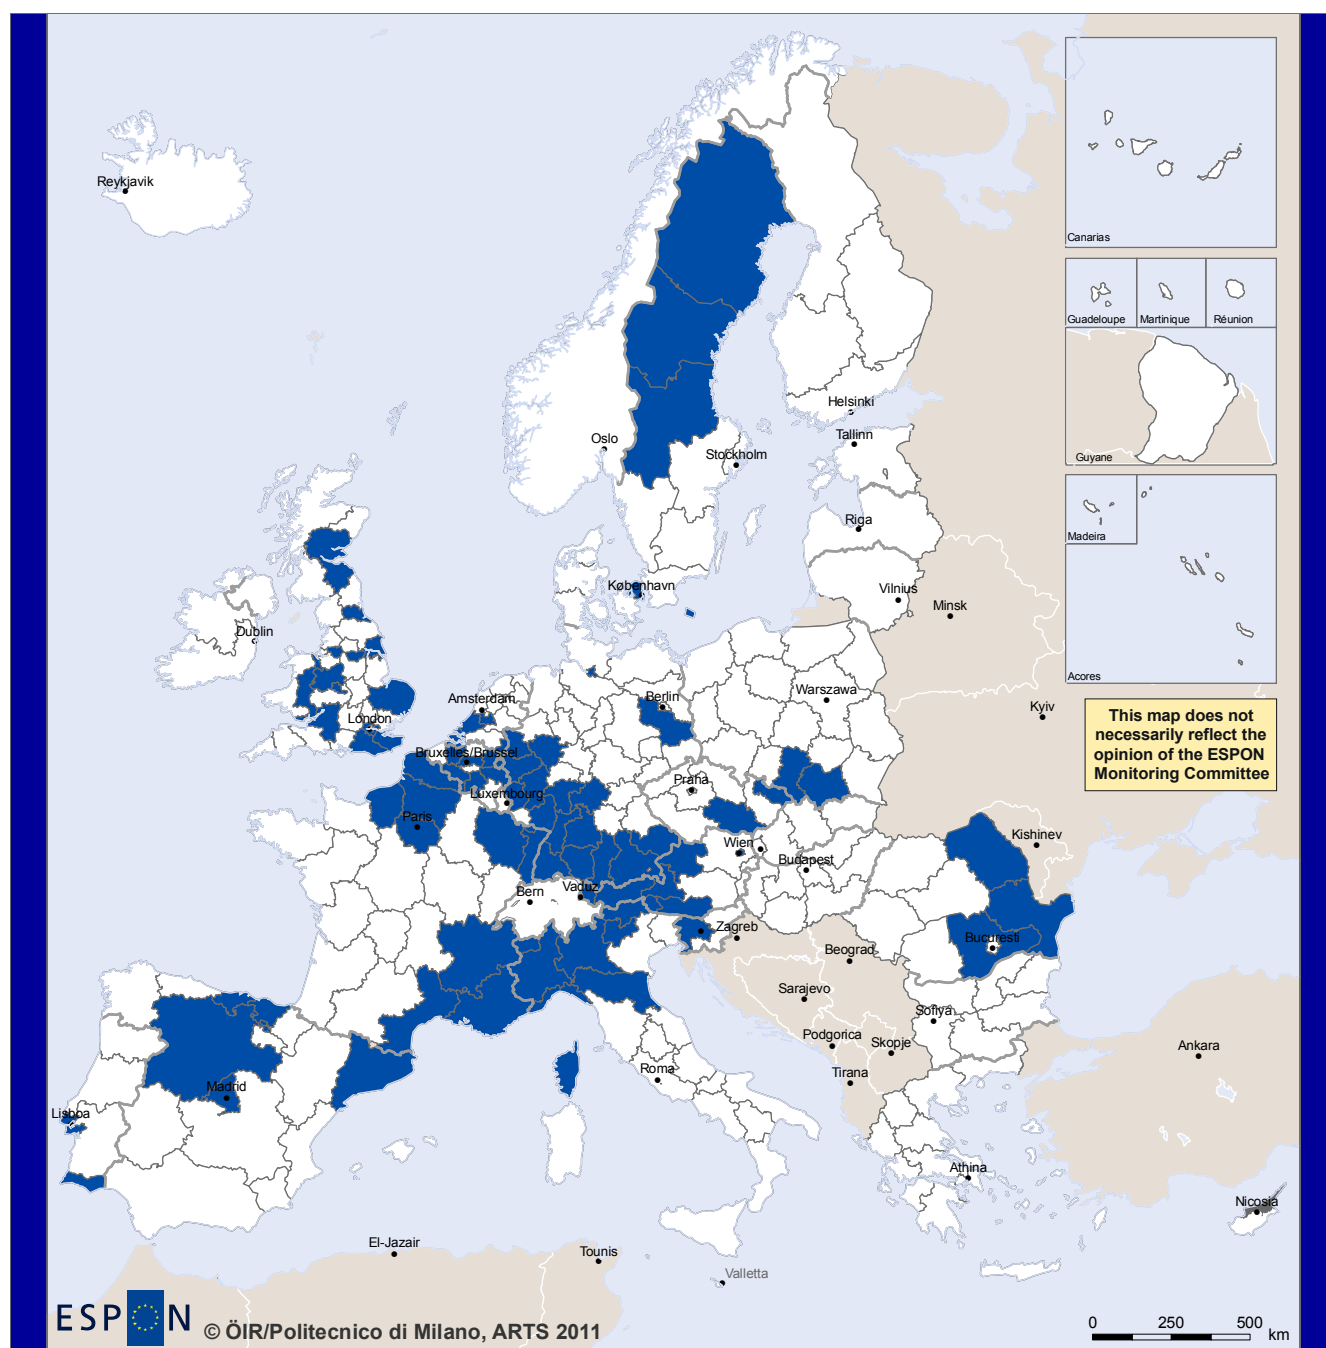 Reykjavik
Canarias
Guadeloupe
Martinique
Réunion
Helsinki
Tallinn
Oslo
Stockholm
Guyane
Riga
Madeira
København
Vilnius
Minsk
Dublin
Acores
Amsterdam
Berlin
Warszawa
Kyiv
London
This map does not
necessarily reflect the
opinion of the ESPON
Monitoring Committee
Bruxelles/Brussel
Praha
Luxembourg
Paris
Kishinev
Wien
Budapest
Bern
Vaduz
Zagreb
Bucuresti
Beograd
Sarajevo
Sofiya
Podgorica
Skopje
Ankara
Roma
Tirana
Madrid
Lisboa
Athina
Nicosia
El-Jazair
Tounis
Valletta
ESPON
© ÖIR/Politecnico di Milano, ARTS 2011
0 250 500
km